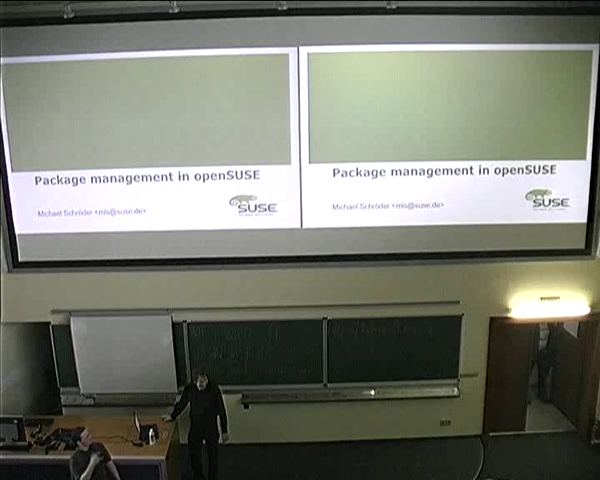 Package management in openSUSE
Michael Schröder <mls@suse.de>
SUSE
Package management in openSUSE
Michael Schröder <mls@suse.de>
SUSE